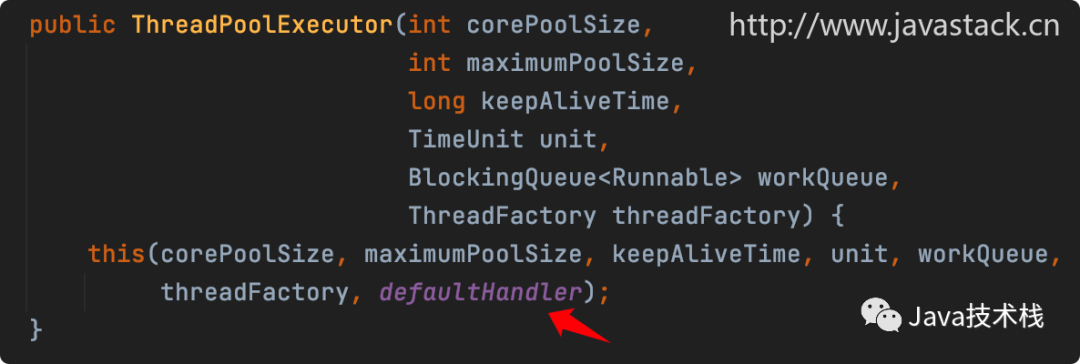 public ThreadPoolExecutor(int corePoolSize,
http://www.javastack.cn
int maximumPoolSize,
long keepAliveTime,
TimeUnit unit,
BlockingQueue<Runnable> workQueue,
ThreadFactory threadFactory) {
this(corePoolSize, maximumPoolSize, keepAliveTime, unit, workQueue,
threadFactory, defaultHandler);
Java技术栈
}